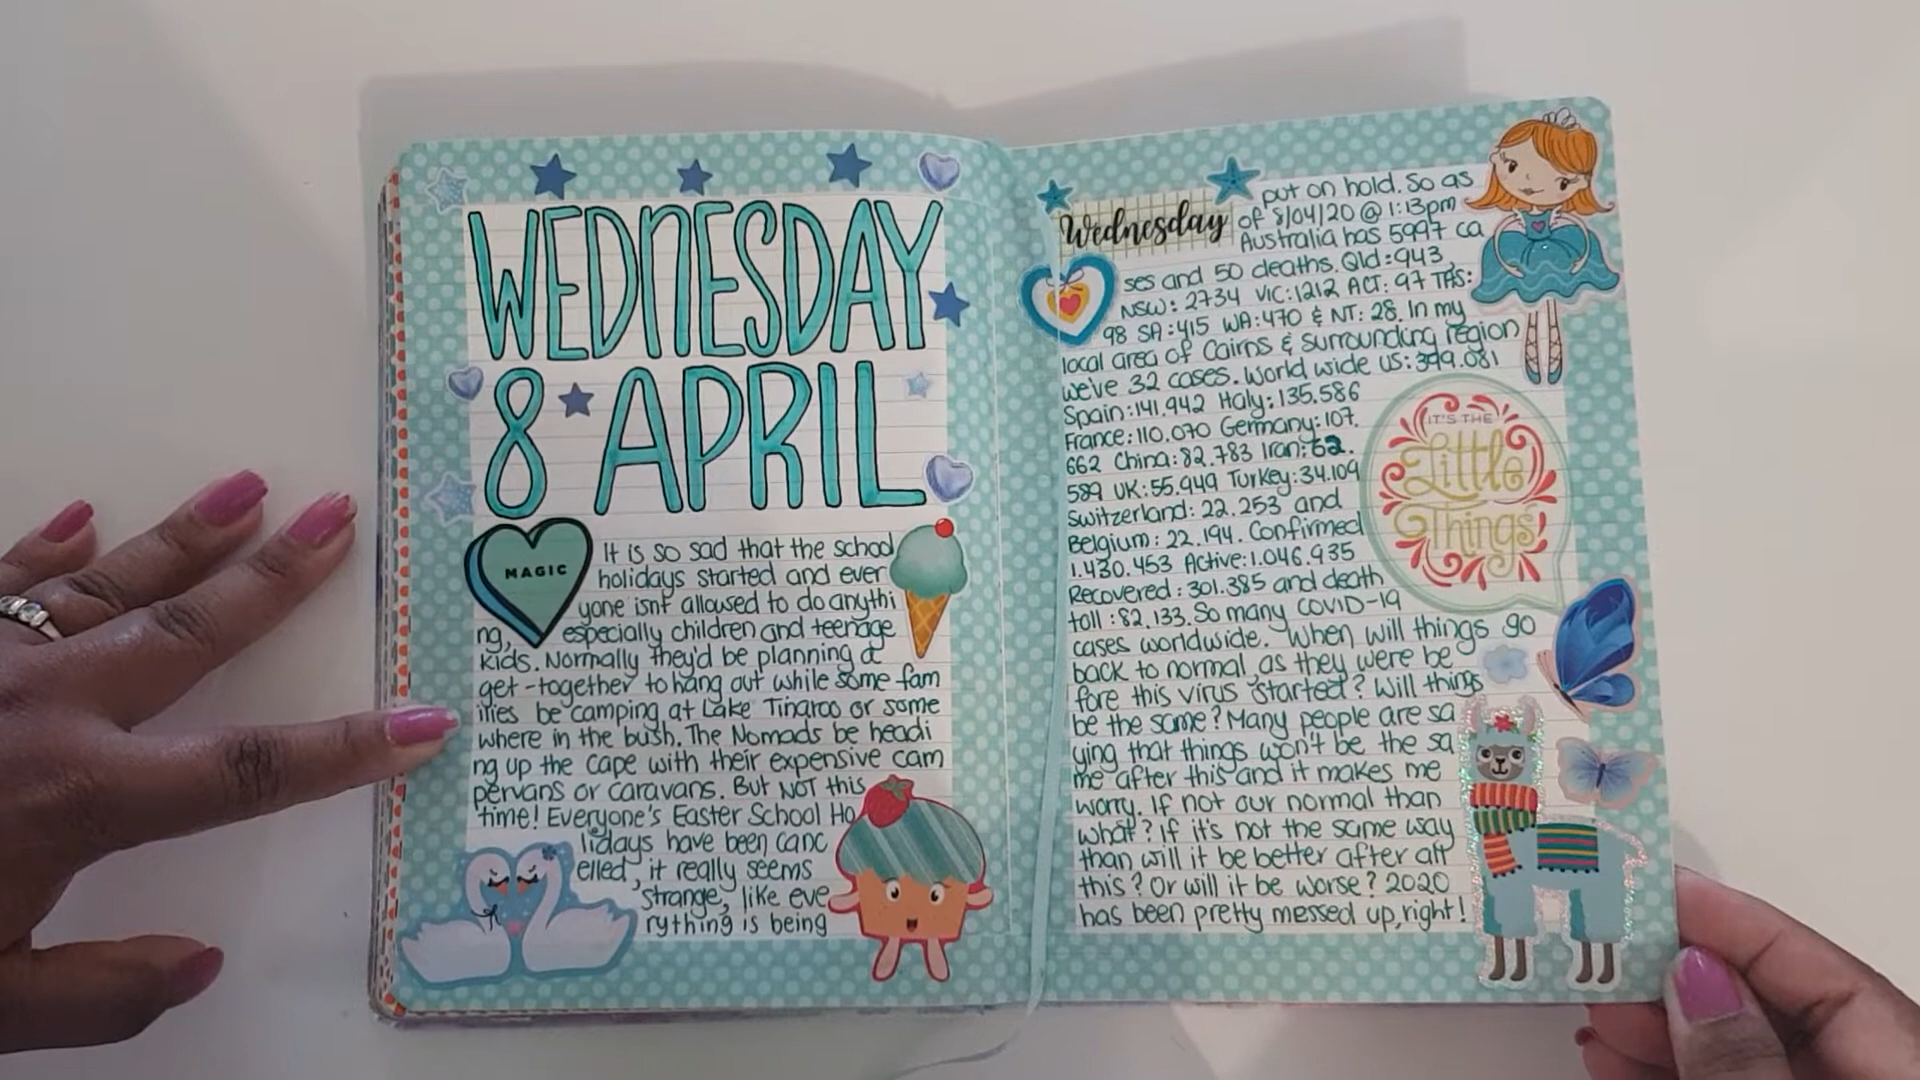 WEDNESDAY
8 APRIL
MAGIC
It is so sad that the school
holidays started and ever
yone isnt allowed to do anythi
ng, especially children and teenage
kids. Normally they'd be planning a
get-together to hang out while some fam
ilies be camping at Lake Tinaroo or some
where in the bush. The Nomads be headi
ng up the Cape with their expensive cam
pervans or caravans. But NOT this
time! Everyone's Easter School Ho
lidays have been canc
elled, it really seems
strange, like eve
rything is being
Wednesday
put on hold. So as
of 8/04/20 @ 1:13pm
Australia has 5997 ca
ses and 50 deaths. Qld:943,
NSW: 2734 VIC:1212 ACT: 97 TAS:
98 SA:415 WA:470 & NT: 28. In my
local area of Cairns & surrounding region
we've 32 cases. World wide US:399.081
Spain:141.942 Italy:135.586
France:110.070 Germany:107.
662 China:82.783 Iran:62.
589 UK:55.949 Turkey:34.109
Switzerland: 22.253 and
Belgium: 22.194. Confirmed
1.430.453 Active:1.046.935
Recovered:301.385 and death
toll:82.133. So many COVID-19
cases worldwide. When will things go
back to normal, as they were be
fore this virus started? Will things
be the same? Many people are sa
ying that things won't be the sa
me after this and it makes me
worry. If not our normal than
what? If it's not the same way
than will it be better after all
this? Or will it be worse? 2020
has been pretty messed up, right!
IT'S THE
Little
Things